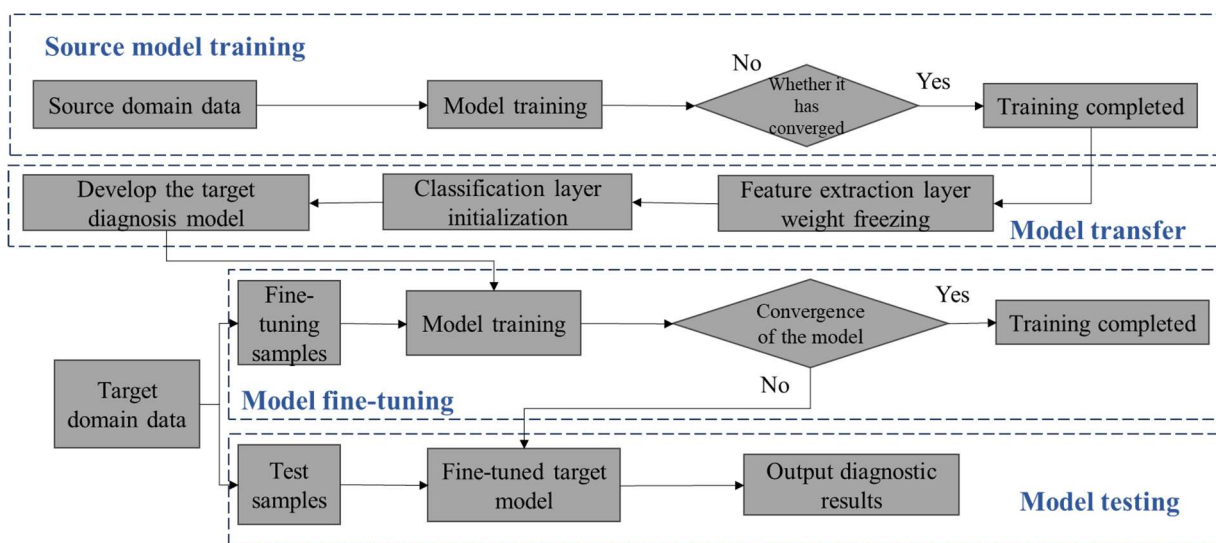 Source model training
Source domain data
Model training
No
Whether it
has
converged
Yes
Training completed
Develop the target
diagnosis model
Classification layer
initialization
Feature extraction layer
weight freezing
Model transfer
Fine-
tuning
samples
Model training
Convergence
of the model
Yes
Training completed
No
Target
domain data
Model fine-tuning
Test
samples
Fine-tuned target
model
Output diagnostic
results
Model testing